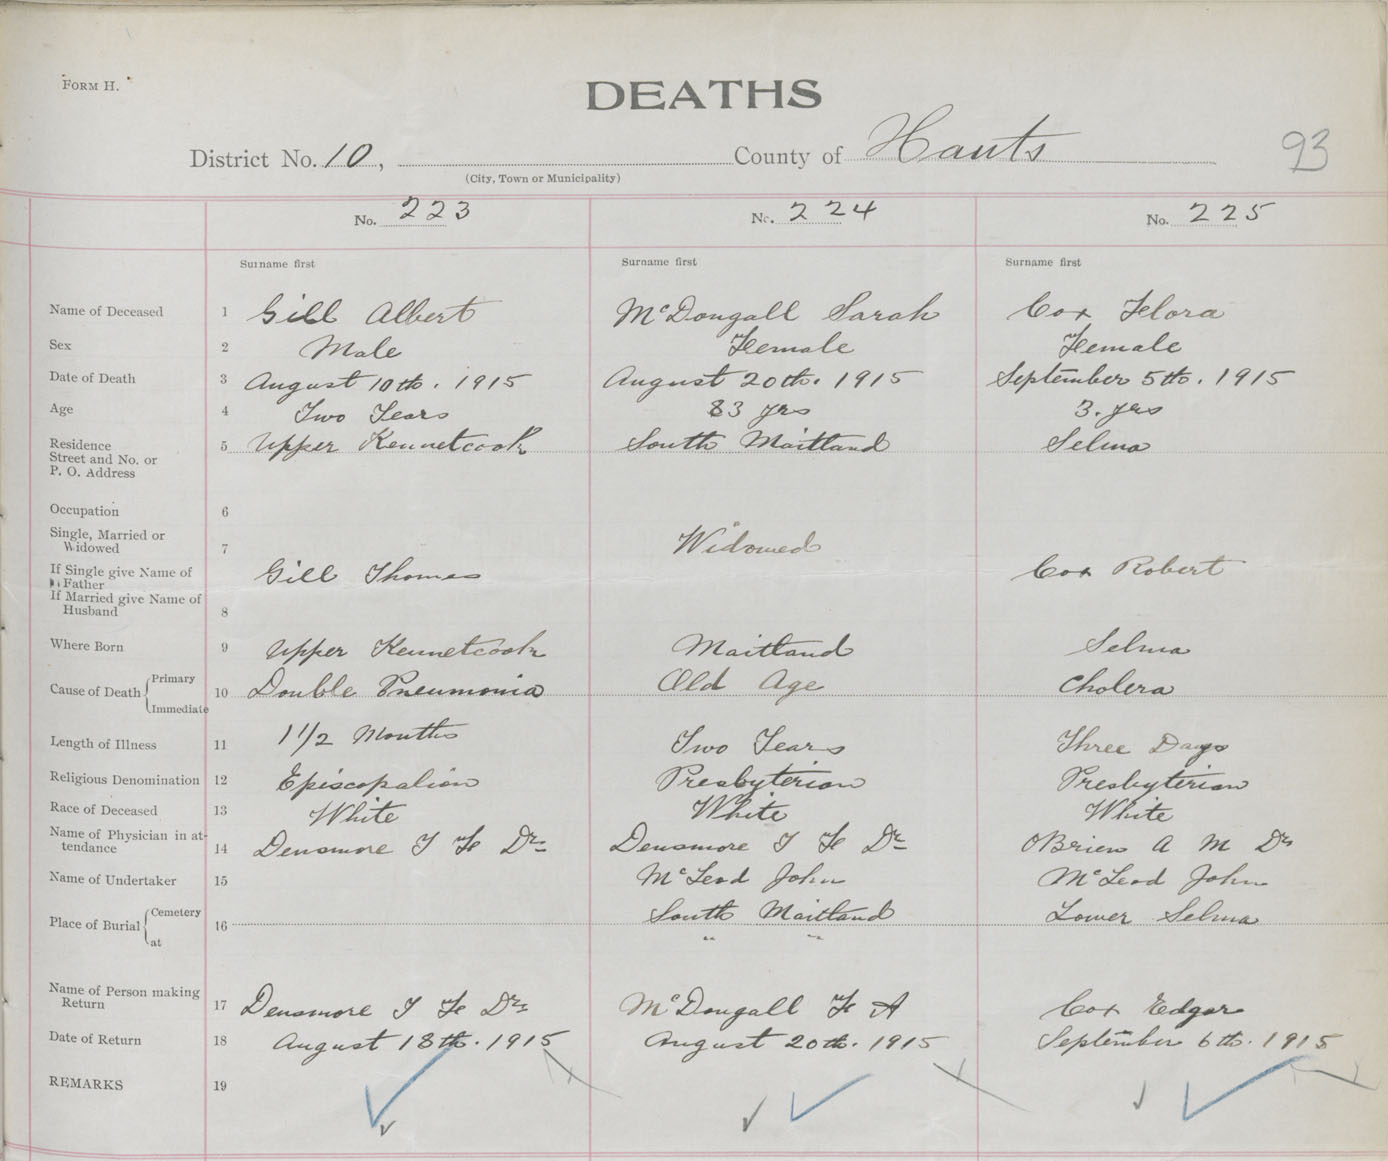 FORM H.
DEATHS
District No. 10, County of Hants
93
(City, Town or Municipality)
No. 223 No. 224 No. 225
Surname first Surname first Surname first
Name of Deceased 1 Gill Albert McDougall Sarah Cox Flora
Sex 2 Male Female Female
Date of Death 3 August 10th. 1915 August 20th. 1915 September 5th. 1915
Age 4 Two Years 83 yrs 3. yrs
Residence
Street and No. or
P. O. Address
5 Upper Kennetcook South Maitland Selma
Occupation 6
Single, Married or
Widowed 7 Widowed
If Single give Name of
Father Gill Thomas Cox Robert
If Married give Name of
Husband 8
Where Born 9 Upper Kennetcook Maitland Selma
Cause of Death { Primary
Immediate
10 Double Pneumonia Old Age Cholera
Length of Illness 11 1 1/2 Months Two Years Three Days
Religious Denomination 12 Episcopalian Presbyterian Presbyterian
Race of Deceased 13 White White White
Name of Physician in at-
tendance 14 Densmore J F Dr Densmore J F Dr OBrien A M Dr
Name of Undertaker 15 McLeod John McLeod John
Place of Burial { Cemetery
at
16 South Maitland Lower Selma
" "
Name of Person making
Return 17 Densmore J F Dr McDougall F A Cox Edgar
Date of Return 18 August 18th. 1915 August 20th. 1915 September 6th. 1915
REMARKS 19